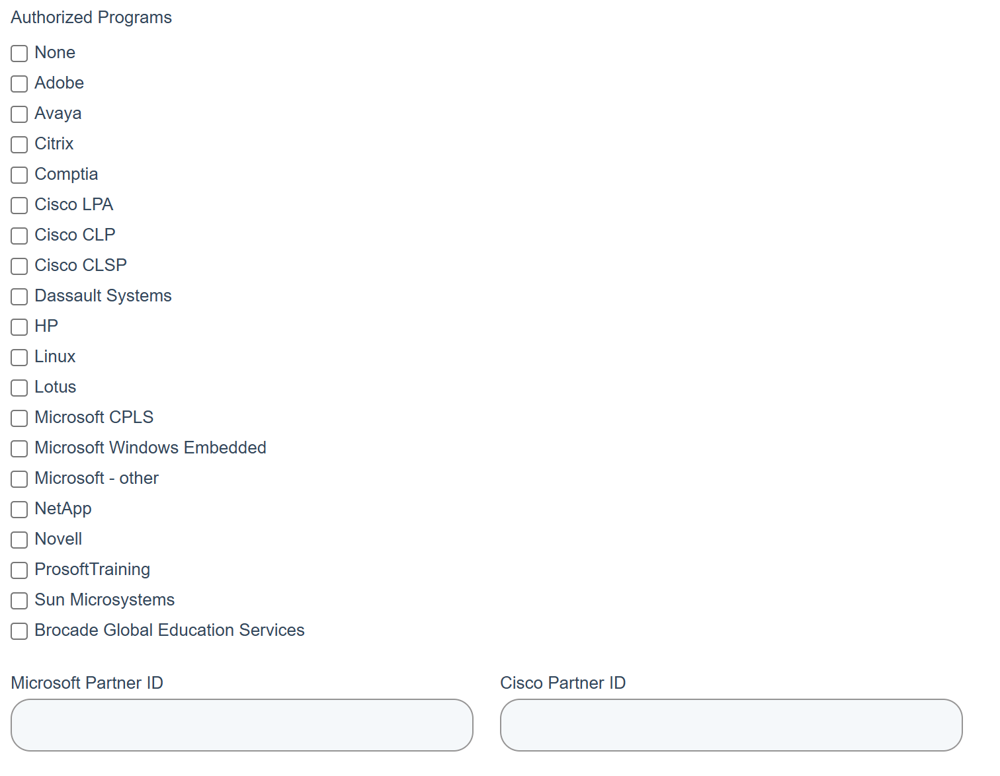 Authorized Programs
None
Adobe
Avaya
Citrix
Comptia
Cisco LPA
Cisco CLP
Cisco CLSP
Dassault Systems
HP
Linux
Lotus
Microsoft CPLS
Microsoft Windows Embedded
Microsoft - other
NetApp
Novell
ProsoftTraining
Sun Microsystems
Brocade Global Education Services
Microsoft Partner ID
Cisco Partner ID